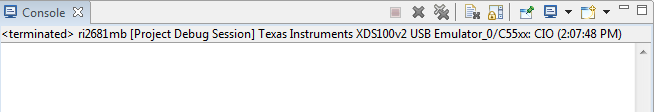 Console
<terminated> ri2681mb [Project Debug Session] Texas Instruments XDS100v2 USB Emulator_0/C55xx: CIO (2:07:48 PM)